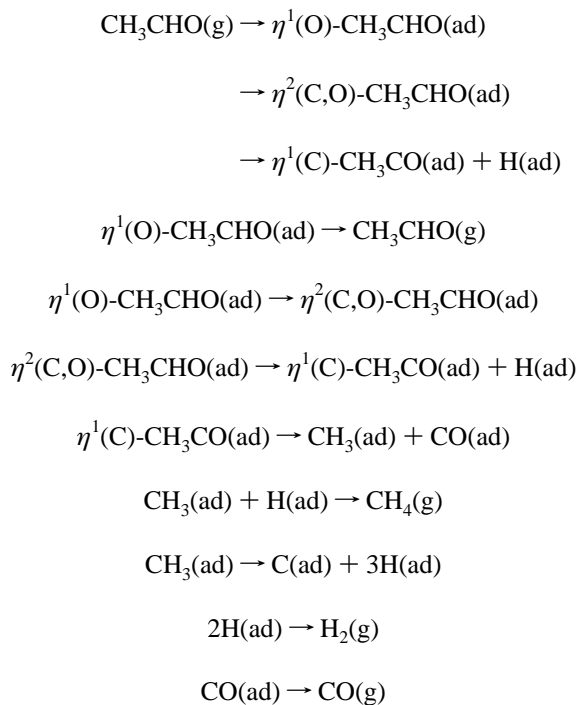 CH₃CHO(g) → η¹(O)-CH₃CHO(ad)
→ η²(C,O)-CH₃CHO(ad)
→ η¹(C)-CH₃CO(ad) + H(ad)
η¹(O)-CH₃CHO(ad) → CH₃CHO(g)
η¹(O)-CH₃CHO(ad) → η²(C,O)-CH₃CHO(ad)
η²(C,O)-CH₃CHO(ad) → η¹(C)-CH₃CO(ad) + H(ad)
η¹(C)-CH₃CO(ad) → CH₃(ad) + CO(ad)
CH₃(ad) + H(ad) → CH₄(g)
CH₃(ad) → C(ad) + 3H(ad)
2H(ad) → H₂(g)
CO(ad) → CO(g)